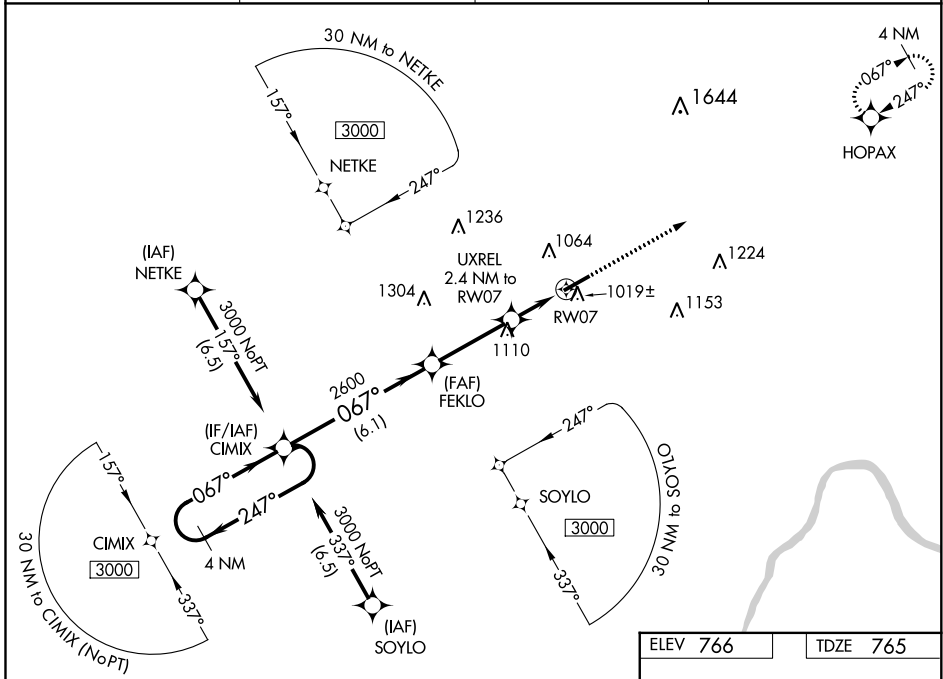 30 NM to NETKE
157°
3000
NETKE
247°
4 NM
067°
247°
HOPAX
1644
1236
1064
1224
UXREL
2.4 NM to
RW07
1304
1019±
1153
RW07
1110
(IAF)
NETKE
3000 NoPT
157°
(6.5)
(FAF)
FEKLO
2600
067°
(6.1)
(IF/IAF)
CIMIX
067°
247°
4 NM
157°
CIMIX
3000
337°
30 NM to CIMIX (NoPT)
3000 NoPT
337°
(6.5)
(IAF)
SOYLO
247°
SOYLO
3000
337°
30 NM to SOYLO
ELEV 766
TDZE 765